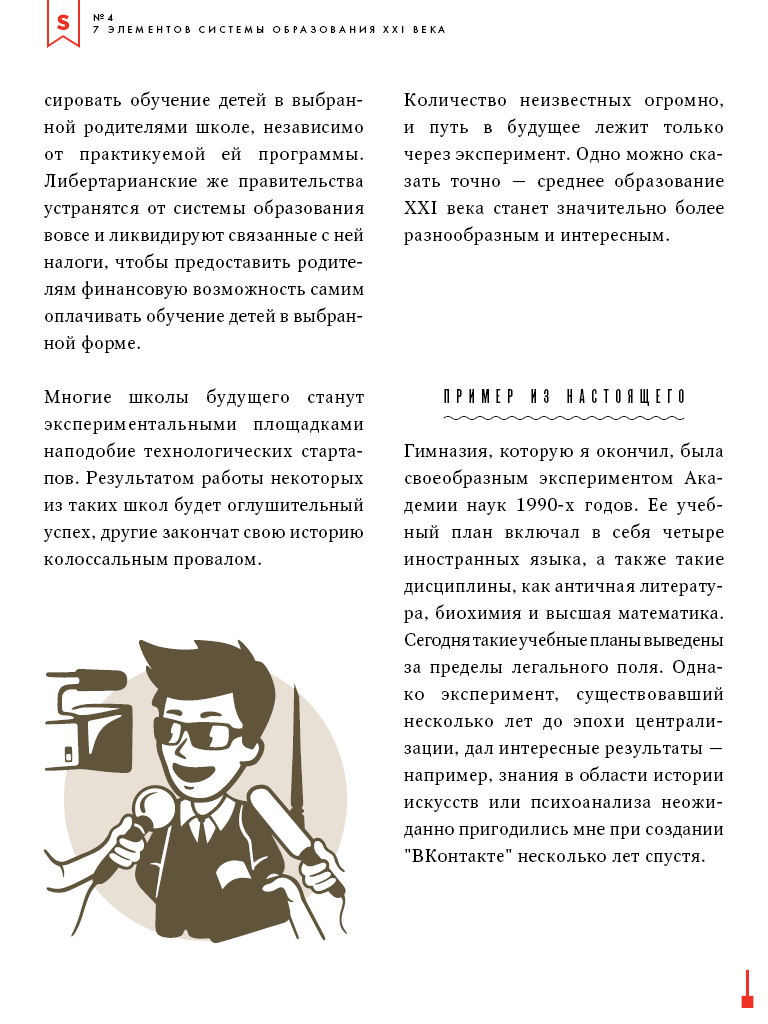 S
№4
7 ЭЛЕМЕНТОВ СИСТЕМЫ ОБРАЗОВАНИЯ XXI ВЕКА
сировать обучение детей в выбран-
ной родителями школе, независимо
от практикуемой ей программы.
Либертарианские же правительства
устранятся от системы образования
вовсе и ликвидируют связанные с ней
налоги, чтобы предоставить родите-
лям финансовую возможность самим
оплачивать обучение детей в выбран-
ной форме.
Многие школы будущего станут
экспериментальными площадками
наподобие технологических старта-
пов. Результатом работы некоторых
из таких школ будет оглушительный
успех, другие закончат свою историю
колоссальным провалом.
Количество неизвестных огромно,
и путь в будущее лежит только
через эксперимент. Одно можно ска-
зать точно — среднее образование
XXI века станет значительно более
разнообразным и интересным.
ПРИМЕР ИЗ НАСТОЯЩЕГО
Гимназия, которую я окончил, была
своеобразным экспериментом Ака-
демии наук 1990-х годов. Ее учеб-
ный план включал в себя четыре
иностранных языка, а также такие
дисциплины, как античная литерату-
ра, биохимия и высшая математика.
Сегодня такие учебные планы выведены
за пределы легального поля. Одна-
ко эксперимент, существовавший
несколько лет до эпохи централи-
зации, дал интересные результаты —
например, знания в области истории
искусств или психоанализа неожи-
данно пригодились мне при создании
"ВКонтакте" несколько лет спустя.